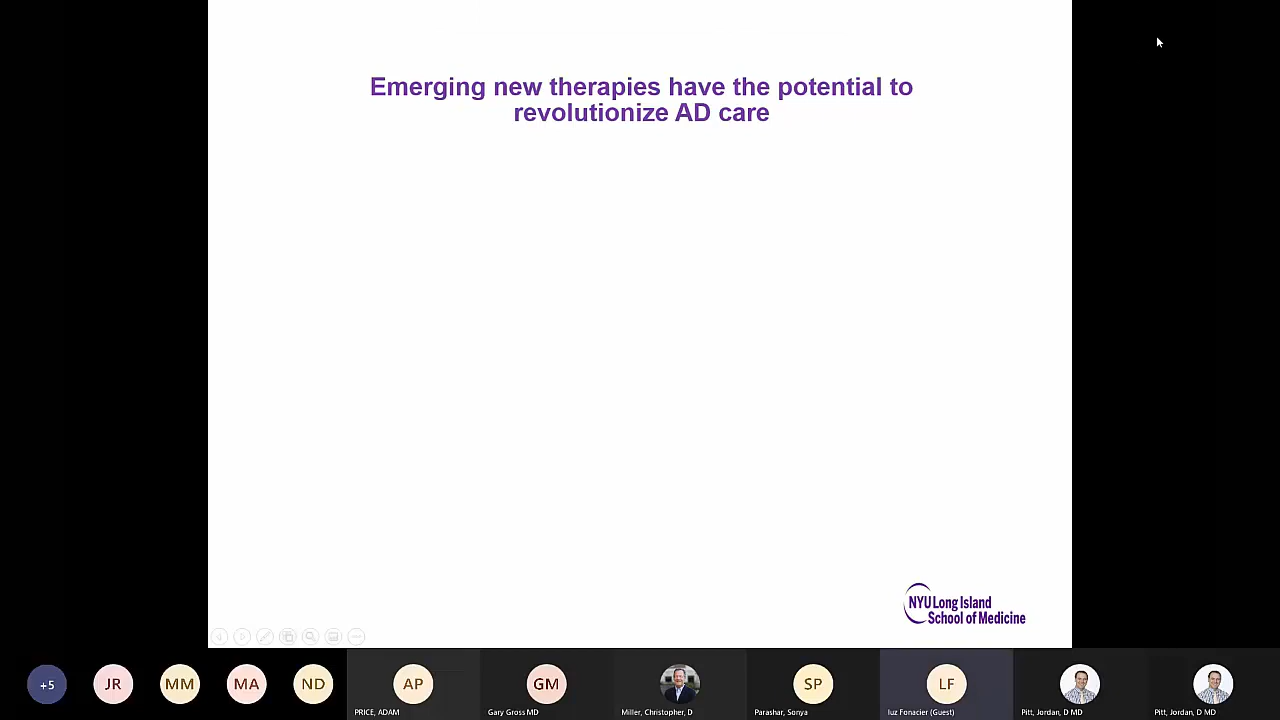 Emerging new therapies have the potential to
revolutionize AD care
NYU Long Island
School of Medicine
+5
JR
MM
MA
ND
AP
GM
SP
LF
PRICE, ADAM
Gary Gross MD
Miller, Christopher, D
Parashar, Sonya
luz Fonacier (Guest)
Pitt, Jordan, D MD
Pitt, Jordan, D MD